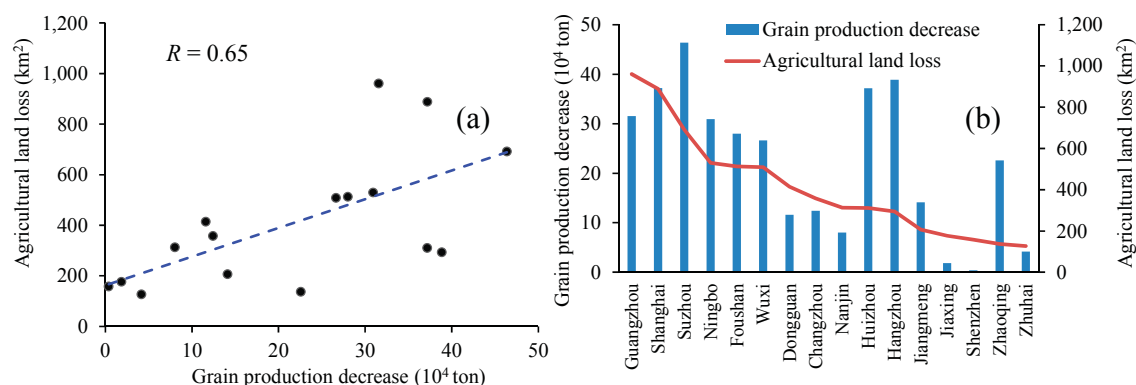 Agricultural land loss (km²)
1,200
1,000
800
600
400
200
0
R = 0.65
(a)
0
10
20
30
40
50
Grain production decrease (10⁴ ton)
Grain production decrease (10⁴ ton)
50
40
30
20
10
0
Grain production decrease
Agricultural land loss
(b)
1,200
1,000
800
600
400
200
0
Agricultural land loss (km²)
Guangzhou
Shanghai
Suzhou
Ningbo
Foushan
Wuxi
Dongguan
Changzhou
Nanjin
Huizhou
Hangzhou
Jiangmeng
Jiaxing
Shenzhen
Zhaoqing
Zhuhai